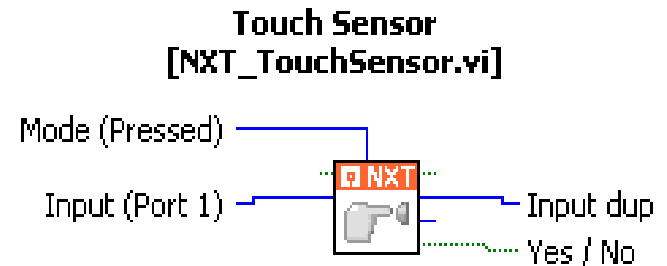 Touch Sensor
[NXT_TouchSensor.vi]
Mode (Pressed)
NXT
Input (Port 1)
Input dup
Yes / No